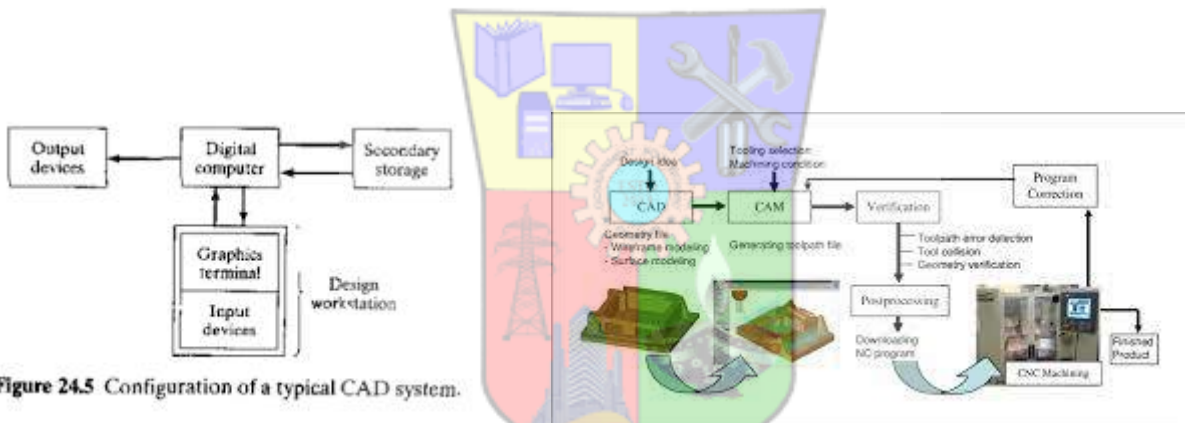 Output
devices
Digital
computer
Secondary
storage
Graphics
terminal
Input
devices
Design
workstation
Figure 24.5 Configuration of a typical CAD system.
Design idea
Tooling selection
Machining condition
CAD
CAM
Verification
Program
Correction
Geometry file
- Wireframe modeling
- Surface modeling
Generating toolpath file
Toolpath error detection
Tool collision
Geometry verification
Postprocessing
Downloading
NC program
CNC Machining
Finished
Product